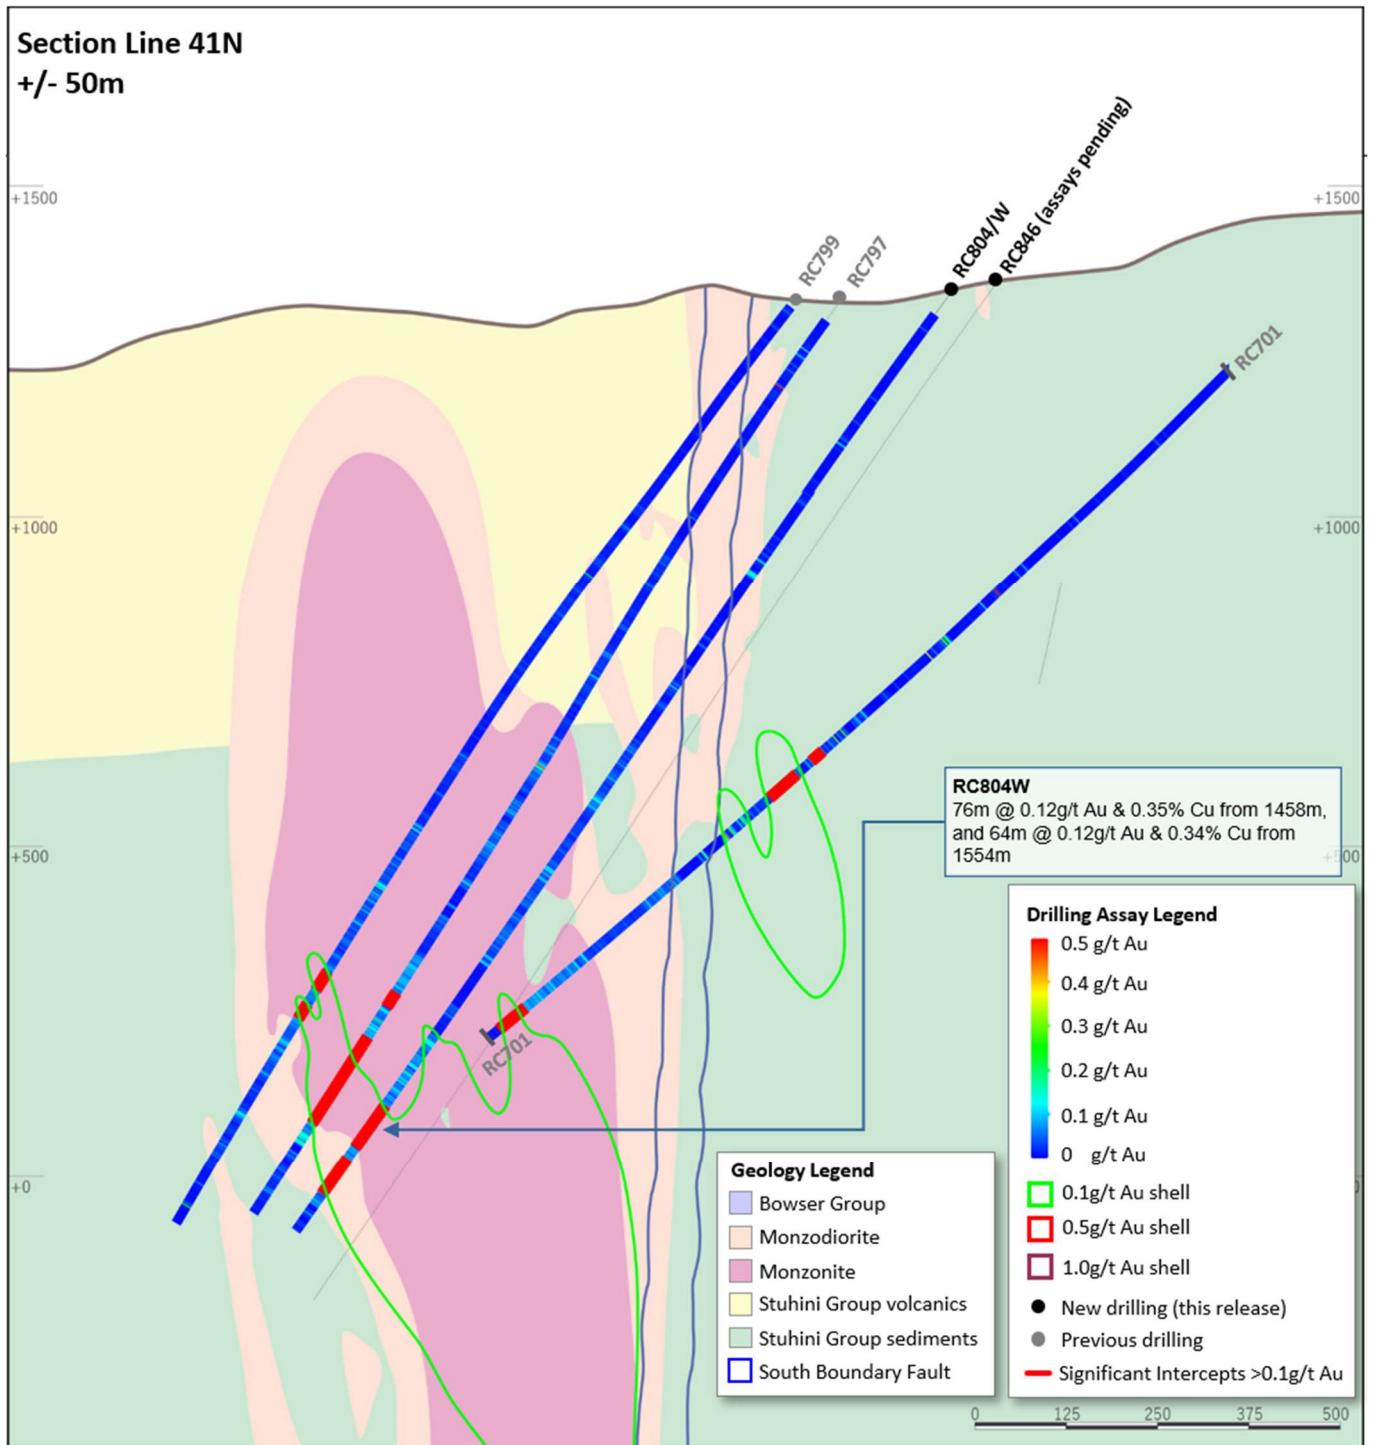 Section Line 41N
+/- 50m
+1500
+1500
RC799
RC797
RC804/W
RC846 (assays pending)
RC701
+1000
+1000
RC804W
76m @ 0.12g/t Au & 0.35% Cu from 1458m,
and 64m @ 0.12g/t Au & 0.34% Cu from
1554m
+500
+500
RC701
+0
Drilling Assay Legend
0.5 g/t Au
0.4 g/t Au
0.3 g/t Au
0.2 g/t Au
0.1 g/t Au
0 g/t Au
0.1g/t Au shell
0.5g/t Au shell
1.0g/t Au shell
New drilling (this release)
Previous drilling
Significant Intercepts >0.1g/t Au
Geology Legend
Bowser Group
Monzodiorite
Monzonite
Stuhini Group volcanics
Stuhini Group sediments
South Boundary Fault
0 125 250 375 500